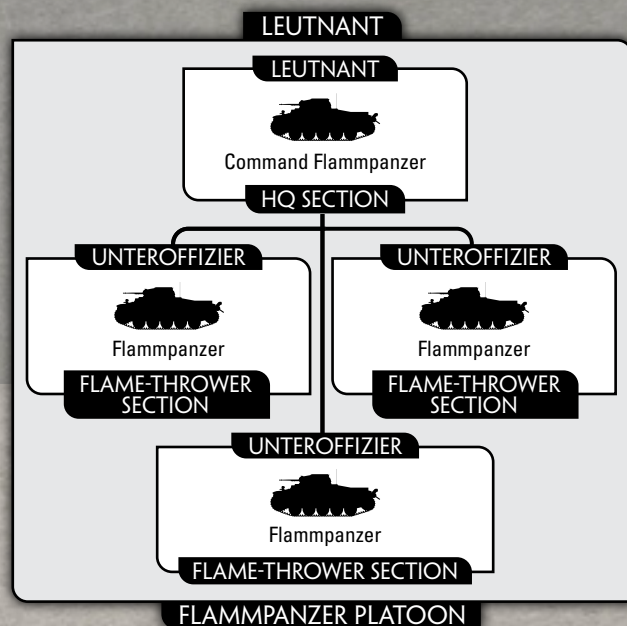 LEUTNANT
LEUTNANT
Command Flammpanzer
HQ SECTION
UNTEROFFIZIER
Flammpanzer
FLAME-THROWER
SECTION
UNTEROFFIZIER
Flammpanzer
FLAME-THROWER
SECTION
UNTEROFFIZIER
Flammpanzer
FLAME-THROWER SECTION
FLAMMPANZER PLATOON